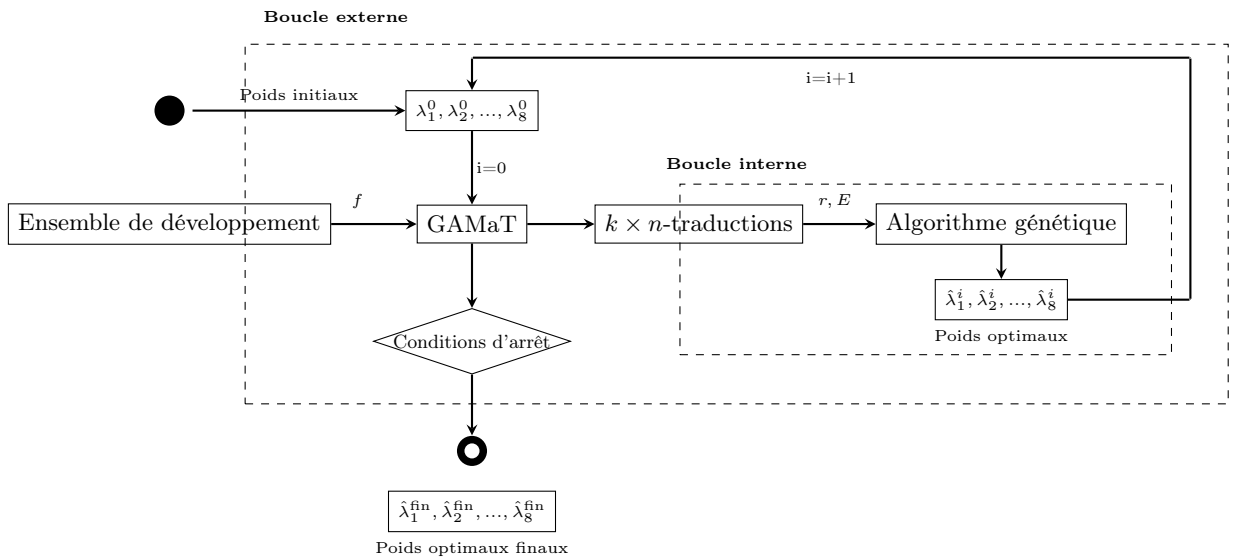 Boucle externe
i=i+1
Poids initiaux
λ₁⁰, λ₂⁰, ..., λ₈⁰
i=0
Boucle interne
Ensemble de développement
f
GAMaT
k × n-traductions
r, E
Algorithme génétique
λ̂₁ⁱ, λ̂₂ⁱ, ..., λ̂₈ⁱ
Poids optimaux
Conditions d'arrêt
λ̂₁ᶠⁱⁿ, λ̂₂ᶠⁱⁿ, ..., λ̂₈ᶠⁱⁿ
Poids optimaux finaux